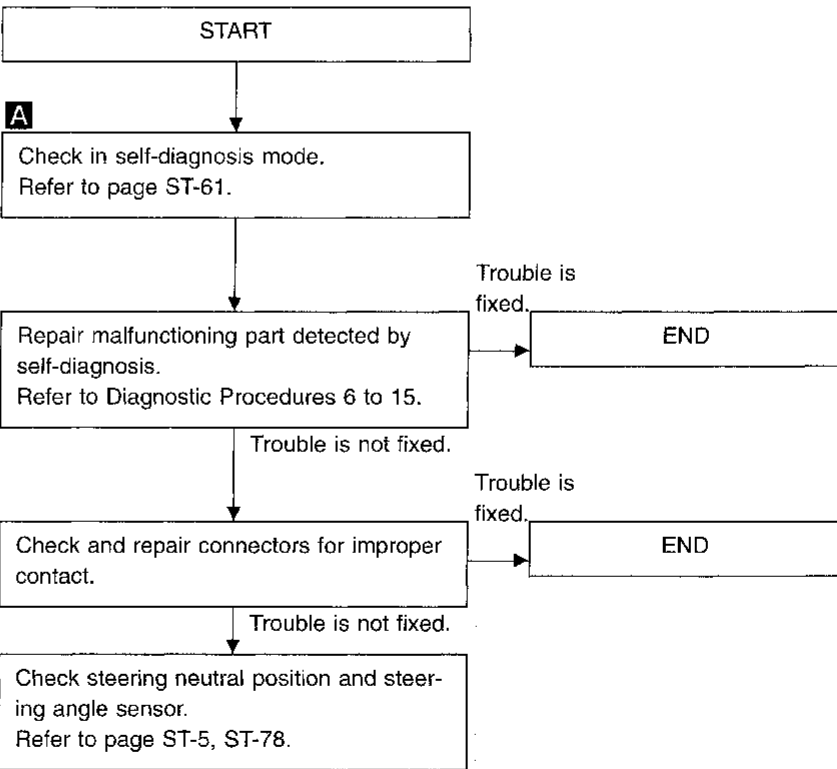 START
A
Check in self-diagnosis mode.
Refer to page ST-61.
Trouble is
fixed.
Repair malfunctioning part detected by
self-diagnosis.
Refer to Diagnostic Procedures 6 to 15.
END
Trouble is not fixed.
Trouble is
fixed.
Check and repair connectors for improper
contact.
END
Trouble is not fixed.
Check steering neutral position and steer-
ing angle sensor.
Refer to page ST-5, ST-78.